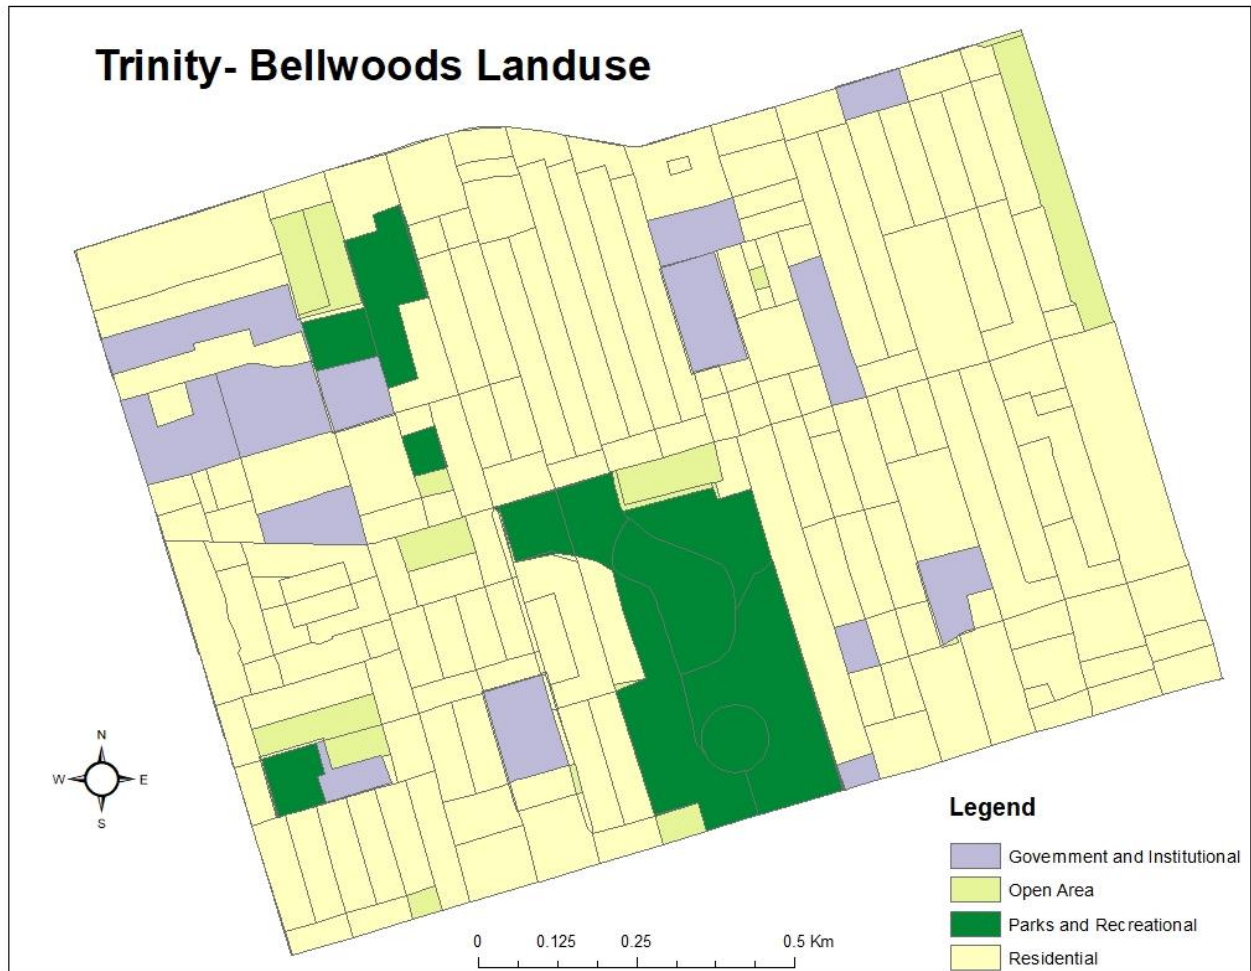 Trinity- Bellwoods Landuse
N
W
E
S
Legend
Government and Institutional
Open Area
Parks and Recreational
Residential
0 0.125 0.25 0.5 Km